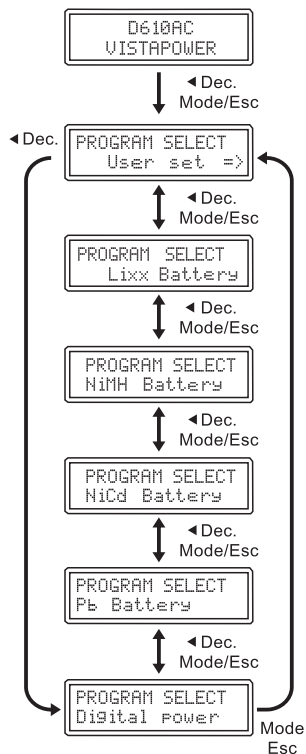 D610AC
VISTAPOWER
◄ Dec.
Mode/Esc
◄ Dec.
PROGRAM SELECT
User set =>
◄ Dec.
Mode/Esc
PROGRAM SELECT
Lixx Battery
◄ Dec.
Mode/Esc
PROGRAM SELECT
NiMH Battery
◄ Dec.
Mode/Esc
PROGRAM SELECT
NiCd Battery
◄ Dec.
Mode/Esc
PROGRAM SELECT
Pb Battery
◄ Dec.
Mode/Esc
PROGRAM SELECT
Digital power
Mode
Esc